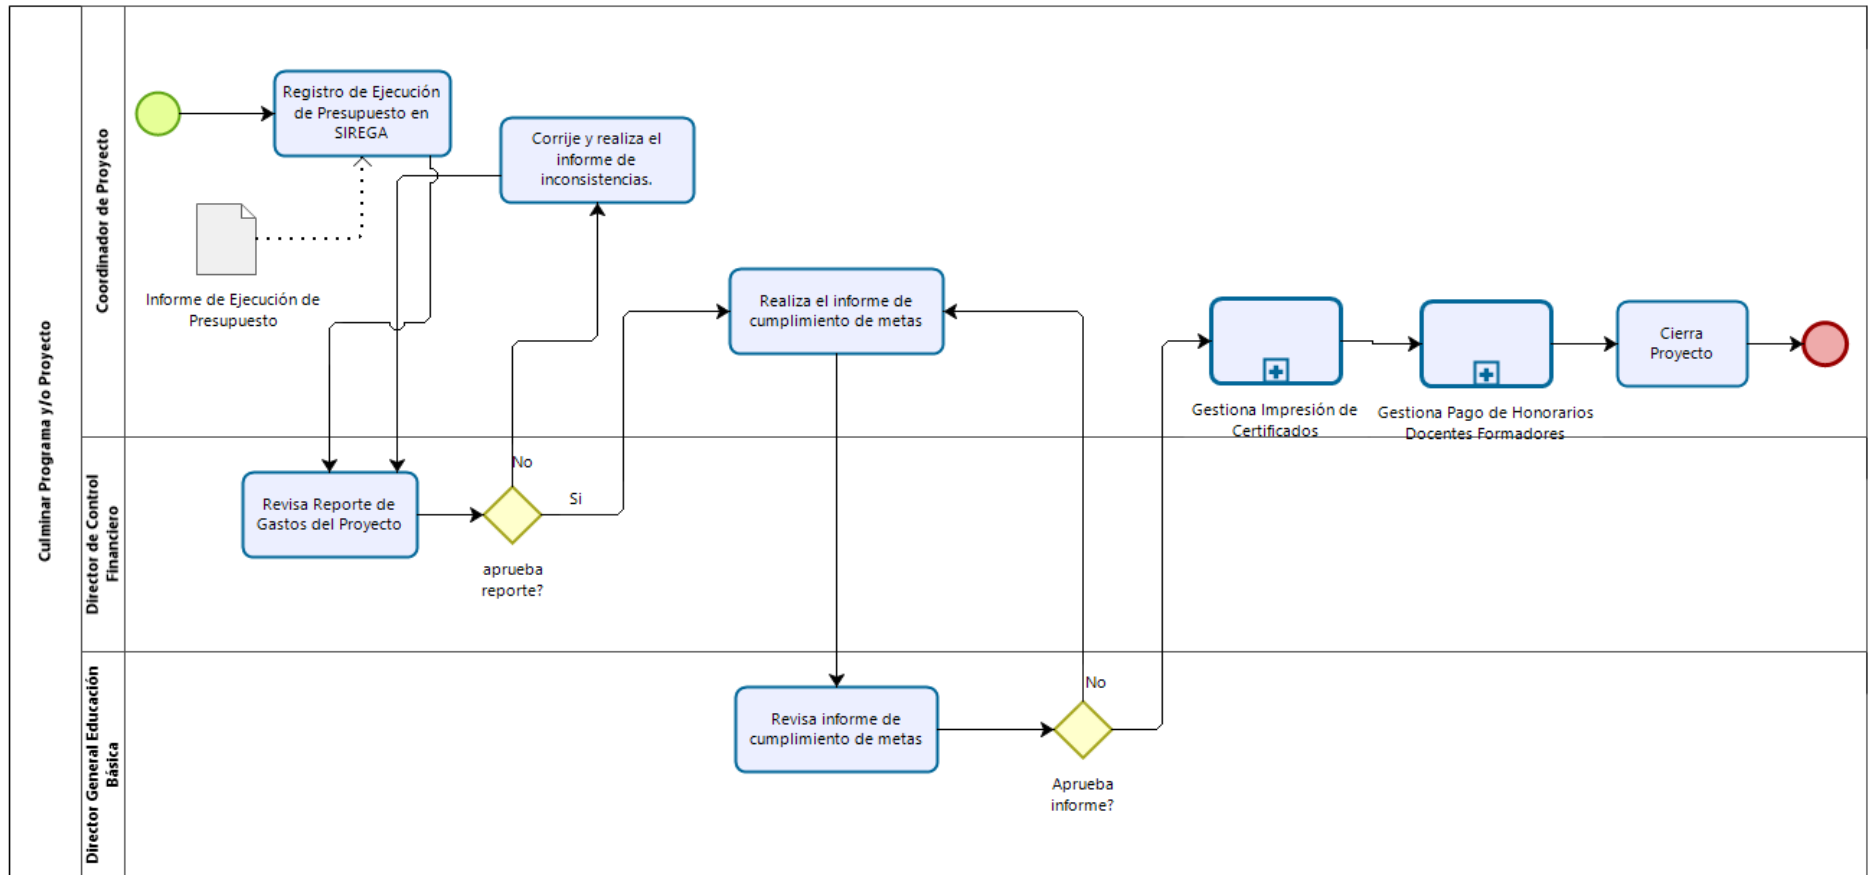 Culminar Programa y/o Proyecto
Coordinador de Proyecto
Registro de Ejecución
de Presupuesto en
SIREGA
Corrije y realiza el
informe de
inconsistencias.
Informe de Ejecución de
Presupuesto
Realiza el informe de
cumplimiento de metas
Gestiona Impresión de
Certificados
Gestiona Pago de Honorarios
Docentes Formadores
Cierra
Proyecto
Director de Control
Financiero
Revisa Reporte de
Gastos del Proyecto
No
Si
aprueba
reporte?
Director General Educación
Básica
Revisa informe de
cumplimiento de metas
No
Aprueba
informe?